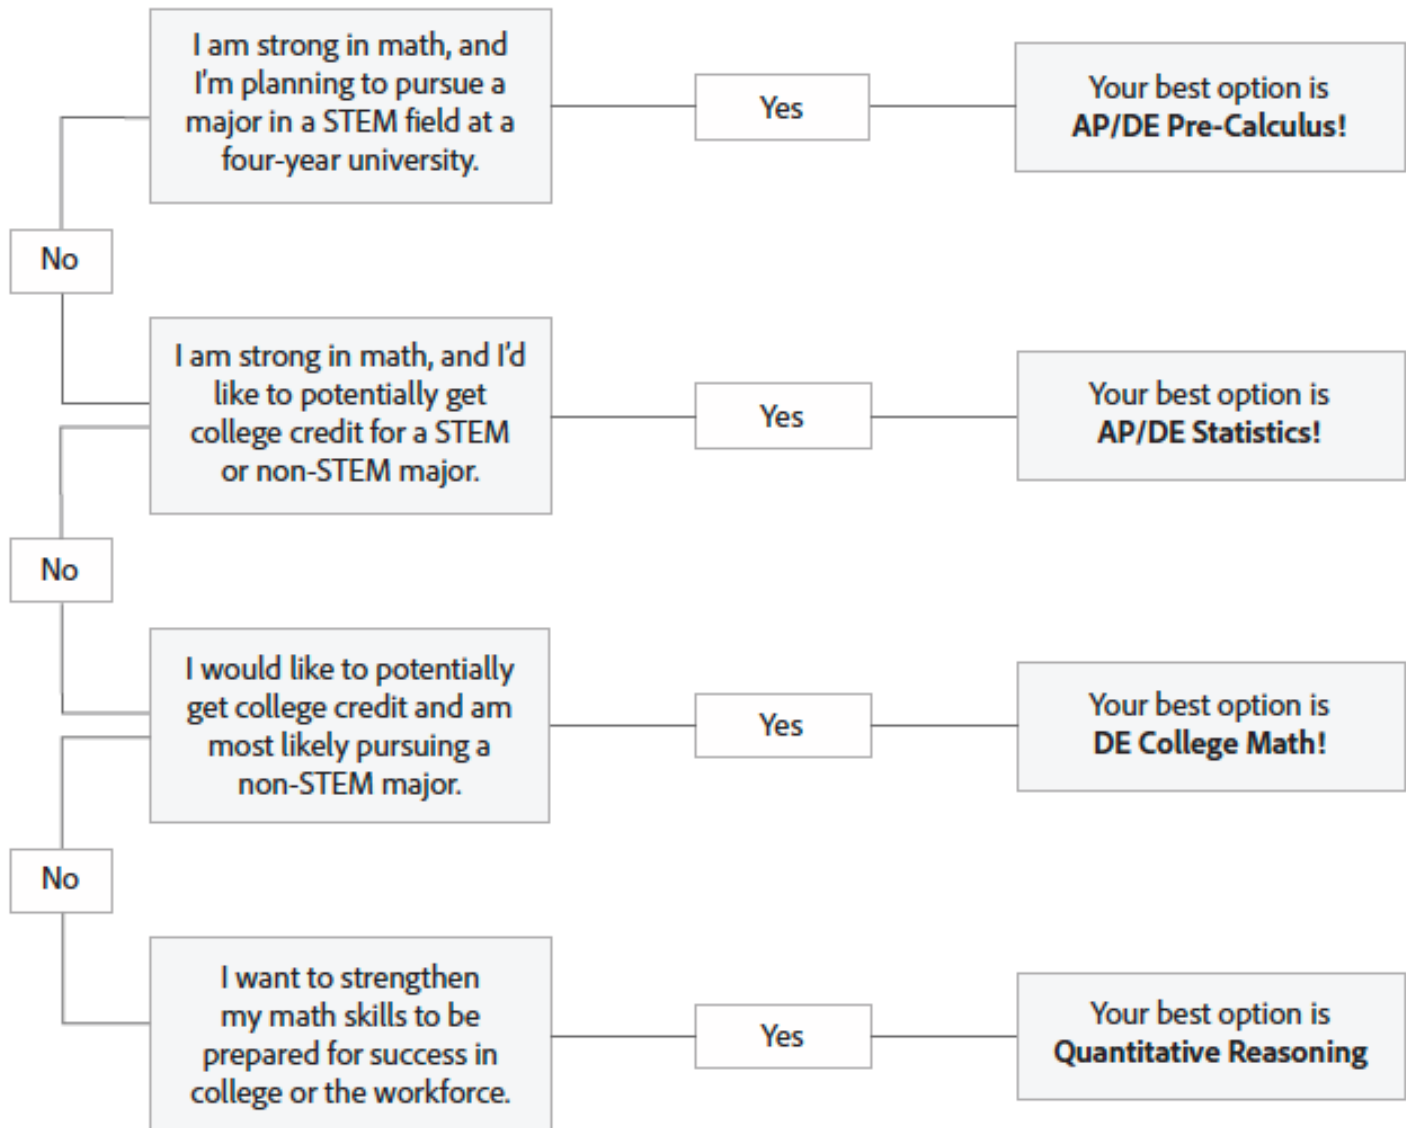 I am strong in math, and
I'm planning to pursue a
major in a STEM field at a
four-year university.
Yes
Your best option is
AP/DE Pre-Calculus!
No
I am strong in math, and I'd
like to potentially get
college credit for a STEM
or non-STEM major.
Yes
Your best option is
AP/DE Statistics!
No
I would like to potentially
get college credit and am
most likely pursuing a
non-STEM major.
Yes
Your best option is
DE College Math!
No
I want to strengthen
my math skills to be
prepared for success in
college or the workforce.
Yes
Your best option is
Quantitative Reasoning